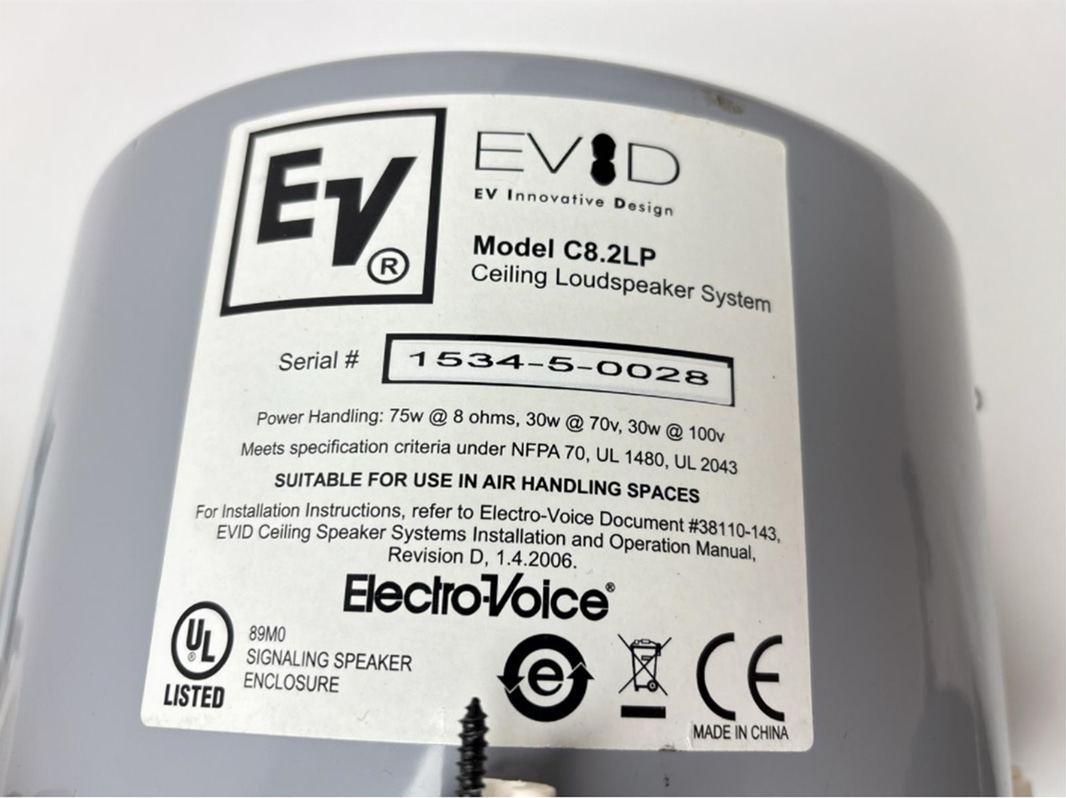 EV®
EVID
EV Innovative Design
Model C8.2LP
Ceiling Loudspeaker System
Serial # 1534-5-0028
Power Handling: 75w @ 8 ohms, 30w @ 70v, 30w @ 100v
Meets specification criteria under NFPA 70, UL 1480, UL 2043
SUITABLE FOR USE IN AIR HANDLING SPACES
For Installation Instructions, refer to Electro-Voice Document #38110-143,
EVID Ceiling Speaker Systems Installation and Operation Manual,
Revision D, 1.4.2006.
Electro-Voice®
UL®
LISTED
89M0
SIGNALING SPEAKER
ENCLOSURE
e
CE
MADE IN CHINA